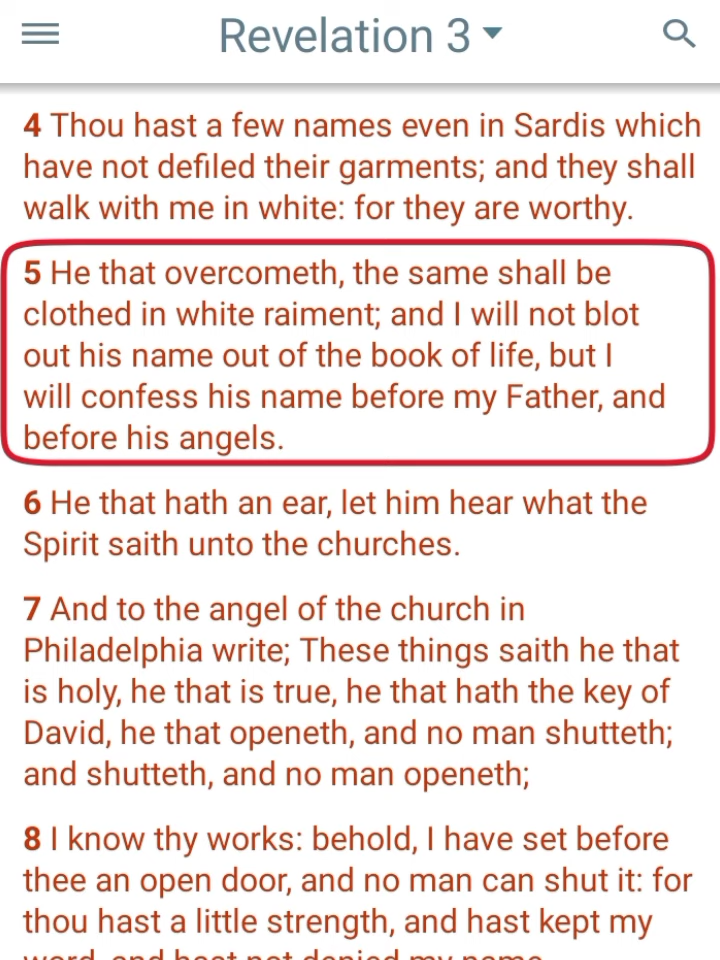 Revelation 3
4 Thou hast a few names even in Sardis which
have not defiled their garments; and they shall
walk with me in white: for they are worthy.
5 He that overcometh, the same shall be
clothed in white raiment; and I will not blot
out his name out of the book of life, but I
will confess his name before my Father, and
before his angels.
6 He that hath an ear, let him hear what the
Spirit saith unto the churches.
7 And to the angel of the church in
Philadelphia write; These things saith he that
is holy, he that is true, he that hath the key of
David, he that openeth, and no man shutteth;
and shutteth, and no man openeth;
8 I know thy works: behold, I have set before
thee an open door, and no man can shut it: for
thou hast a little strength, and hast kept my
word, and hast not denied my name.